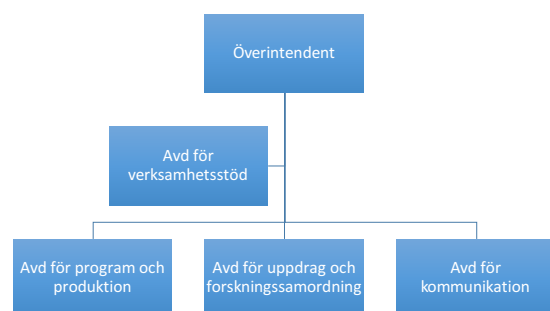 Överintendent
Avd för
verksamhetsstöd
Avd för program och
produktion
Avd för uppdrag och
forskningssamordning
Avd för
kommunikation